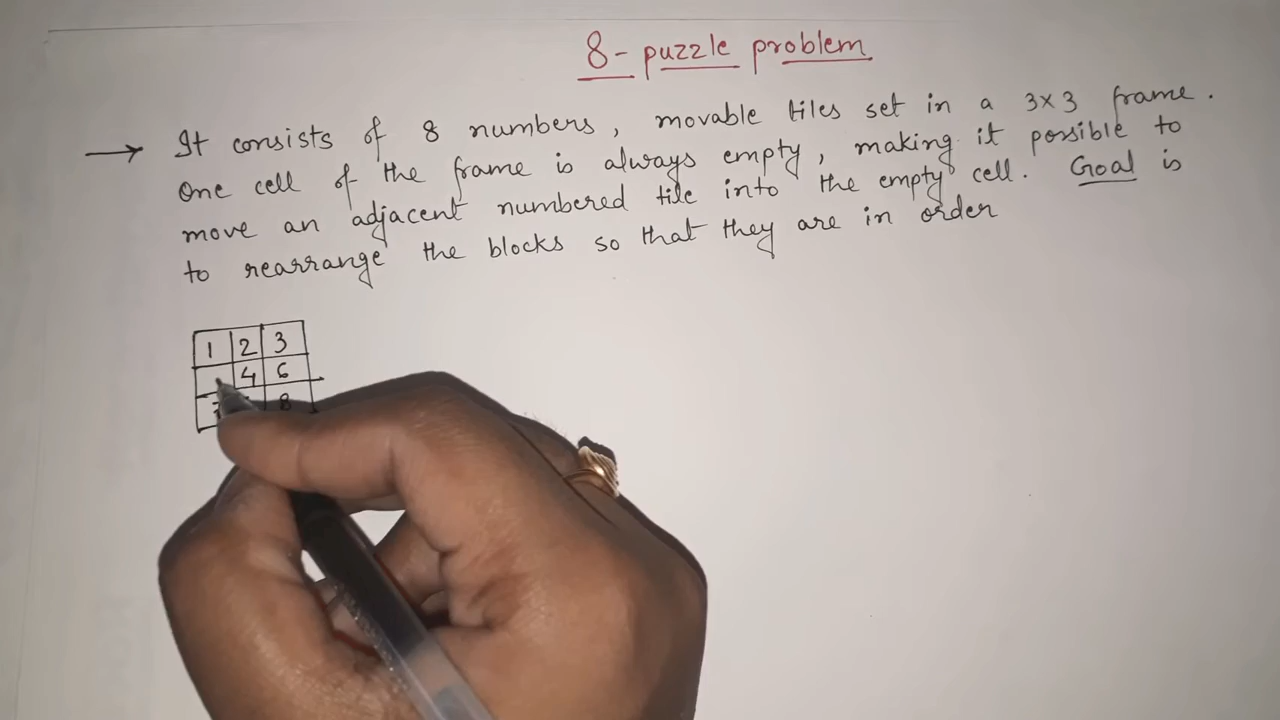 8-puzzle problem
→ It consists of 8 numbers, movable tiles set in a 3×3 frame.
One cell of the frame is always empty, making it possible to
move an adjacent numbered tile into the empty cell. Goal is
to rearrange the blocks so that they are in order
1 2 3
4 6
7 8